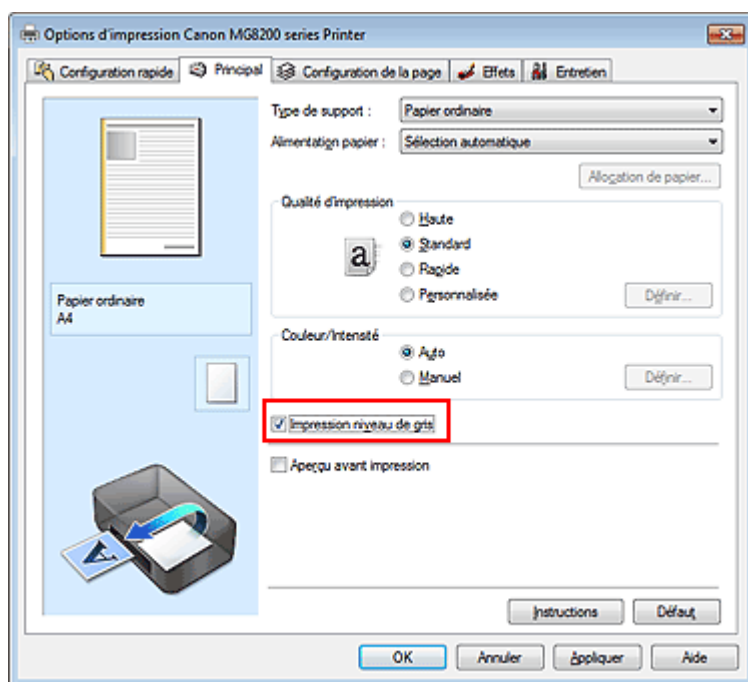 Options d'impression Canon MG8200 series Printer
Configuration rapide
Principal
Configuration de la page
Effets
Entretien
Type de support :
Papier ordinaire
Alimentation papier :
Sélection automatique
Allocation de papier...
Qualité d'impression
Haute
a
Standard
Rapide
Personnalisée
Définir...
Papier ordinaire
A4
Couleur/Intensité
Auto
Manuel
Définir...
Impression niveau de gris
Aperçu avant impression
A
Instructions
Défaut
OK
Annuler
Appliquer
Aide